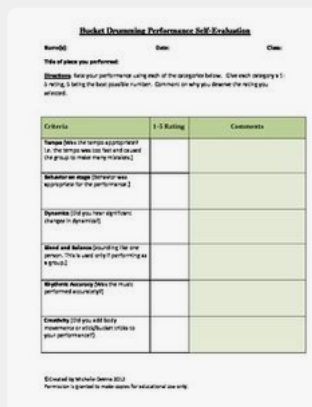 Bucket Drumming Performance Self-Evaluation
Name(s) Date: Class:
Title of piece you performed:
Directions: Rate your performance using each of the categories below. Give each category a 1-
5 rating, 5 being the best possible number. Comment on why you deserve the rating you
selected.
Criteria 1-5 Rating Comments
Tempo (Was the tempo appropriate?
i.e. the tempo was too fast and caused
the group to make many mistakes.)
Behavior on stage (Behavior was
appropriate for the performance.)
Dynamics (Did you hear significant
changes in dynamics?)
Blend and Balance (Sounding like one
person. This is used only if performing as
a group.)
Rhythmic Accuracy (Was the music
performed accurately?)
Creativity (Did you add body
movements or stick/bucket tricks to
your performance?)
©Created by Michelle 2012
Permission is granted to make copies for educational use only.